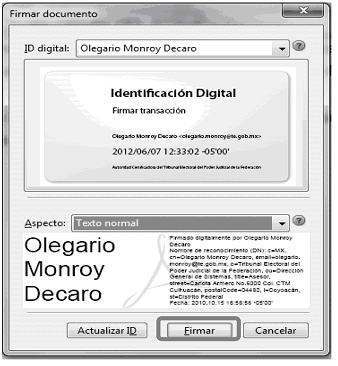 Firmar documento
ID digital: Olegario Monroy Decaro
Identificación Digital
Firmar transacción
Olegario Monroy Decaro <olegario.monroy@te.gob.mx>
2012/06/07 12:33:02 -05'00'
Autoridad Certificadora del Tribunal Electoral del Poder Judicial de la Federación
Aspecto: Texto normal
Olegario
Monroy
Decaro
Firmado digitalmente por Olegario Monroy
Decaro
Nombre de reconocimiento (DN): c=MX,
cn=Olegario Monroy Decaro, email=olegario.
monroy@te.gob.mx, o=Tribunal Electoral del
Poder Judicial de la Federación, ou=Dirección
General de Sistemas, title=Asesor,
street=Carlota Armero No.5000 Col. CTM
Culhuacán, postalCode=04480, l=Coyoacán,
st=Distrito Federal
Fecha: 2010.10.15 16:56:56 -05'00'
Actualizar ID
Firmar
Cancelar